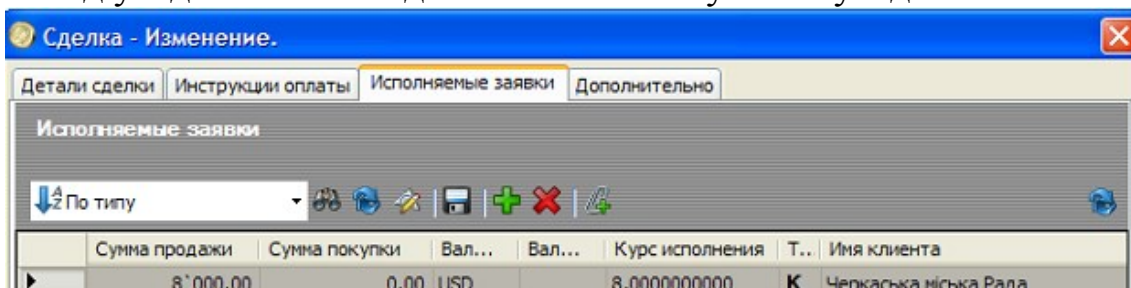 Сделка - Изменение.
Детали сделки Инструкции оплаты Исполняемые заявки Дополнительно
Исполняемые заявки
По типу
Сумма продажи Сумма покупки Вал... Вал... Курс исполнения Т.. Имя клиента
8`000.00 0.00 USD 8.0000000000 К Черкаська міська Рада